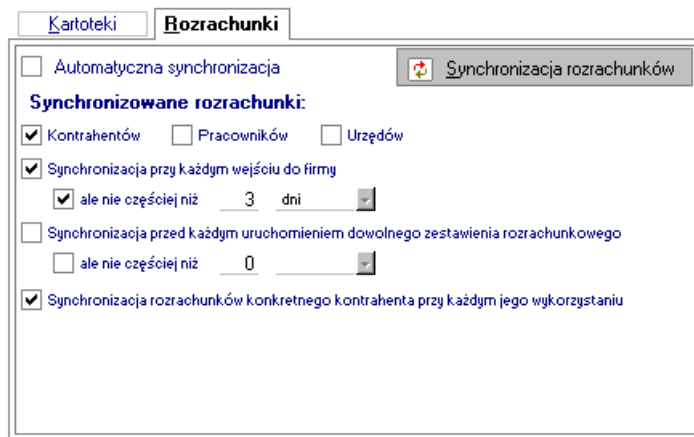 Kartoteki Rozrachunki
Automatyczna synchronizacja Synchronizacja rozrachunków
Synchronizowane rozrachunki:
Kontrahentów Pracowników Urzędów
Synchronizacja przy każdym wejściu do firmy
ale nie częściej niż 3 dni
Synchronizacja przed każdym uruchomieniem dowolnego zestawienia rozrachunkowego
ale nie częściej niż 0
Synchronizacja rozrachunków konkretnego kontrahenta przy każdym jego wykorzystaniu